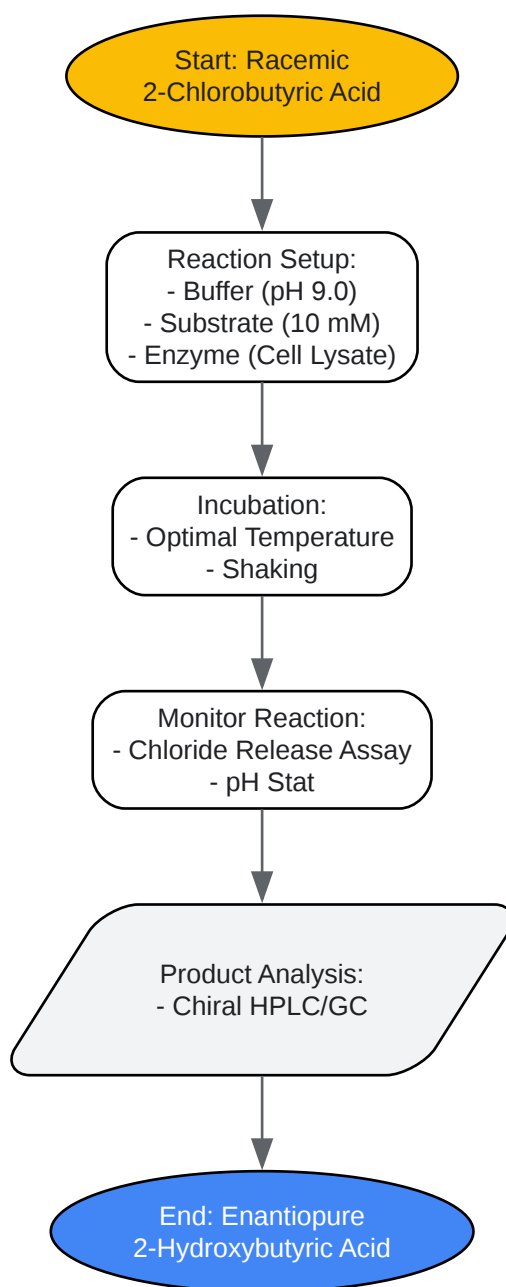 Start: Racemic
2-Chlorobutyric Acid
Reaction Setup:
- Buffer (pH 9.0)
- Substrate (10 mM)
- Enzyme (Cell Lysate)
Incubation:
- Optimal Temperature
- Shaking
Monitor Reaction:
- Chloride Release Assay
- pH Stat
Product Analysis:
- Chiral HPLC/GC
End: Enantiopure
2-Hydroxybutyric Acid